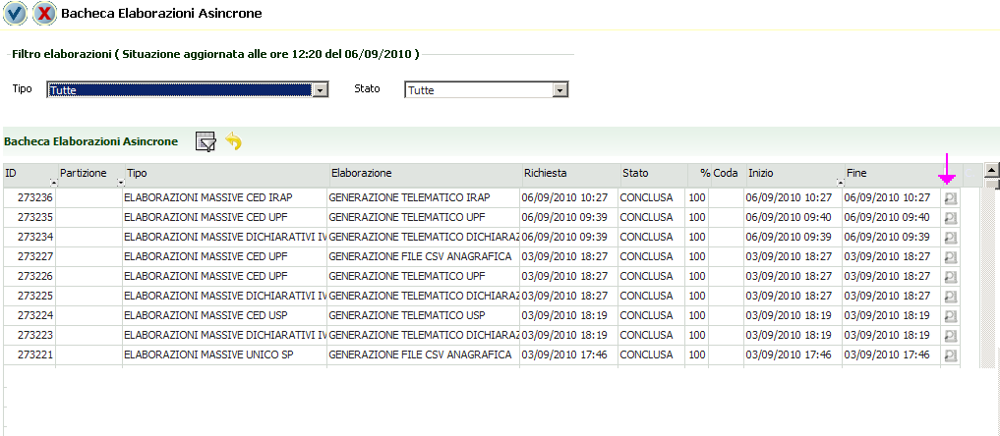 Bacheca Elaborazioni Asincrone
Filtro elaborazioni ( Situazione aggiornata alle ore 12:20 del 06/09/2010 )
Tipo Tutte Stato Tutte
Bacheca Elaborazioni Asincrone
ID Partizione Tipo Elaborazione Richiesta Stato % Coda Inizio Fine
273236 ELABORAZIONI MASSIVE CED IRAP GENERAZIONE TELEMATICO IRAP 06/09/2010 10:27 CONCLUSA 100 06/09/2010 10:27 06/09/2010 10:27
273235 ELABORAZIONI MASSIVE CED UPF GENERAZIONE TELEMATICO UPF 06/09/2010 09:39 CONCLUSA 100 06/09/2010 09:40 06/09/2010 09:40
273234 ELABORAZIONI MASSIVE DICHIARATIVI IV GENERAZIONE TELEMATICO DICHIARAZ 06/09/2010 09:39 CONCLUSA 100 06/09/2010 09:39 06/09/2010 09:39
273227 ELABORAZIONI MASSIVE CED UPF GENERAZIONE FILE CSV ANAGRAFICA 03/09/2010 18:27 CONCLUSA 100 03/09/2010 18:27 03/09/2010 18:27
273226 ELABORAZIONI MASSIVE CED UPF GENERAZIONE TELEMATICO UPF 03/09/2010 18:27 CONCLUSA 100 03/09/2010 18:27 03/09/2010 18:27
273225 ELABORAZIONI MASSIVE DICHIARATIVI IV GENERAZIONE TELEMATICO DICHIARAZ 03/09/2010 18:27 CONCLUSA 100 03/09/2010 18:27 03/09/2010 18:27
273224 ELABORAZIONI MASSIVE CED USP GENERAZIONE TELEMATICO USP 03/09/2010 18:19 CONCLUSA 100 03/09/2010 18:19 03/09/2010 18:19
273223 ELABORAZIONI MASSIVE DICHIARATIVI IV GENERAZIONE TELEMATICO DICHIARAZ 03/09/2010 18:19 CONCLUSA 100 03/09/2010 18:19 03/09/2010 18:19
273221 ELABORAZIONI MASSIVE UNICO SP GENERAZIONE FILE CSV ANAGRAFICA 03/09/2010 17:46 CONCLUSA 100 03/09/2010 17:46 03/09/2010 17:46